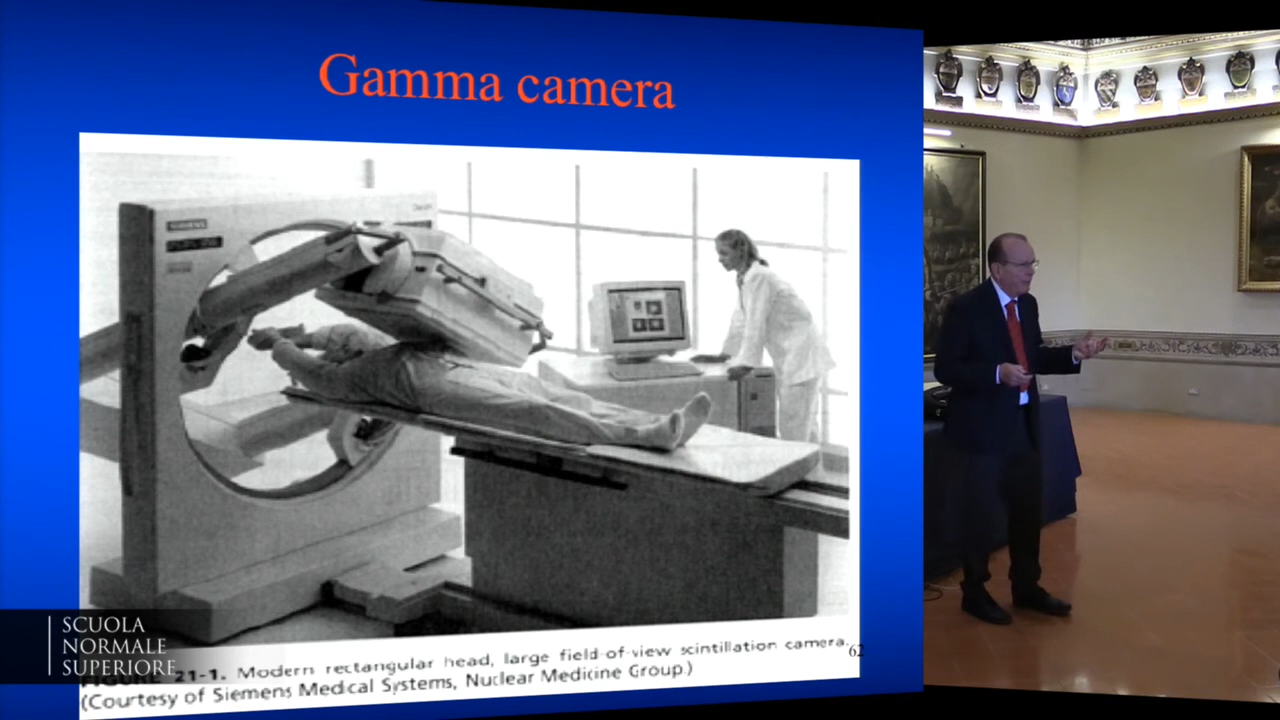 Gamma camera
SIEMENS
21-1. Modern rectangular head, large field-of-view scintillation camera.
(Courtesy of Siemens Medical Systems, Nuclear Medicine Group.)
62
SCUOLA
NORMALE
SUPERIORE